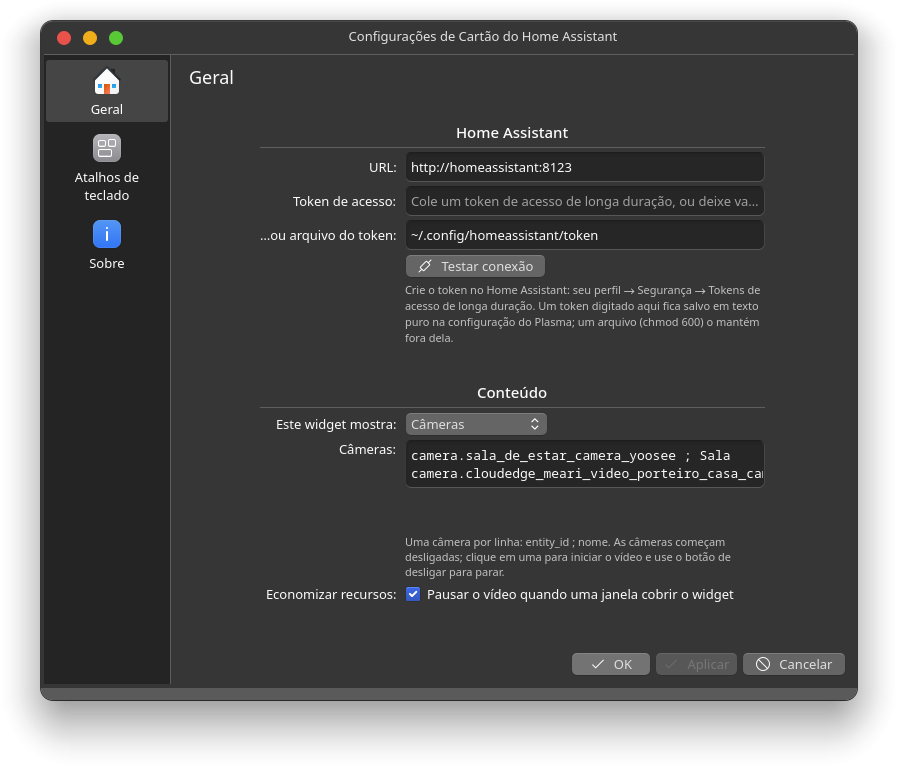 Configurações de Cartão do Home Assistant
Geral
Atalhos de
teclado
Sobre
Geral
Home Assistant
URL: http://homeassistant:8123
Token de acesso: Cole um token de acesso de longa duração, ou deixe va...
...ou arquivo do token: ~/.config/homeassistant/token
Testar conexão
Crie o token no Home Assistant: seu perfil → Segurança → Tokens de
acesso de longa duração. Um token digitado aqui fica salvo em texto
puro na configuração do Plasma; um arquivo (chmod 600) o mantém
fora dela.
Conteúdo
Este widget mostra: Câmeras
Câmeras: camera.sala_de_estar_camera_yoosee ; Sala
camera.cloudedge_meari_video_porteiro_casa_cam
Uma câmera por linha: entity_id ; nome. As câmeras começam
desligadas; clique em uma para iniciar o vídeo e use o botão de
desligar para parar.
Economizar recursos: Pausar o vídeo quando uma janela cobrir o widget
OK Aplicar Cancelar